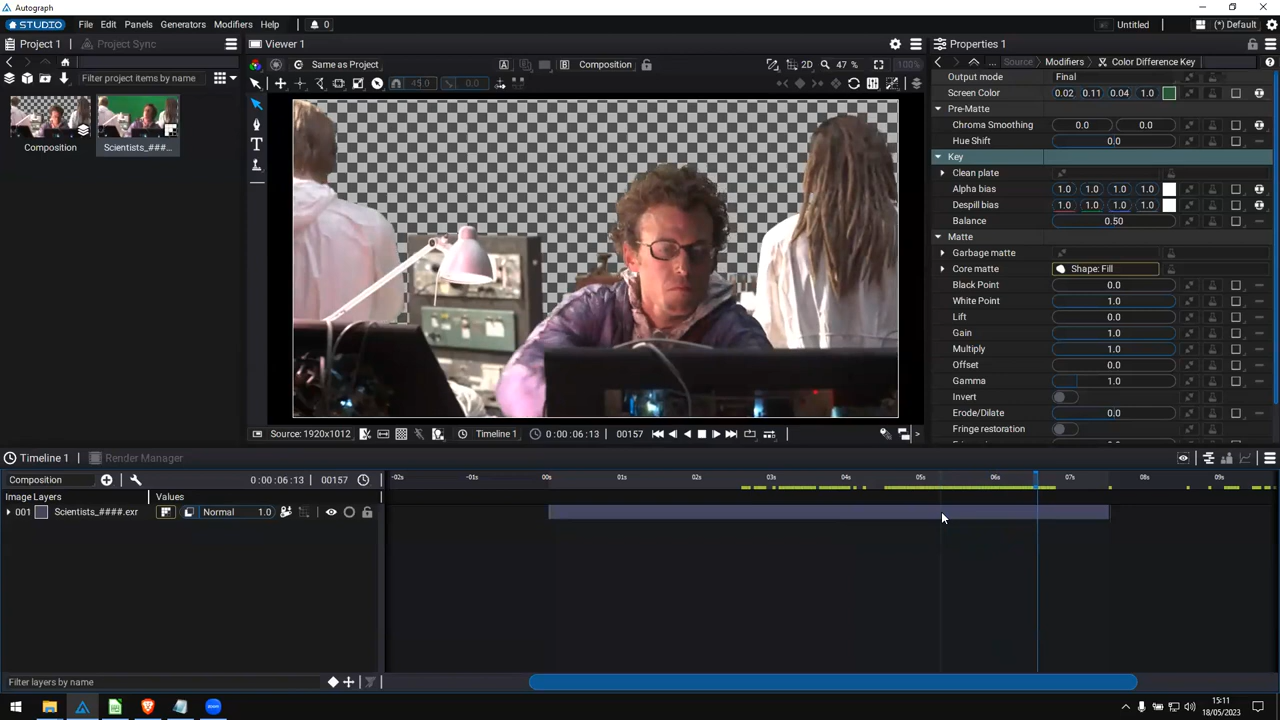 Autograph
STUDIO File Edit Panels Generators Modifiers Help 0 Untitled (*) Default
Project 1 Project Sync
Filter project items by name
Composition Scientists_###...
Viewer 1
Same as Project A B Composition 2D 47 % 100%
45.0 0.0
Source: 1920x1012 Timeline 1 0:00:06:13 00157
Properties 1
... Source Modifiers Color Difference Key
Output mode Final
Screen Color 0.02 0.11 0.04 1.0
Pre-Matte
Chroma Smoothing 0.0 0.0
Hue Shift 0.0
Key
Clean plate
Alpha bias 1.0 1.0 1.0 1.0
Despill bias 1.0 1.0 1.0 1.0
Balance 0.50
Matte
Garbage matte
Core matte Shape: Fill
Black Point 0.0
White Point 1.0
Lift 0.0
Gain 1.0
Multiply 1.0
Offset 0.0
Gamma 1.0
Invert
Erode/Dilate 0.0
Fringe restoration
Timeline 1 Render Manager
Composition 0:00:06:13 00157
-02s -01s 00s 01s 02s 03s 04s 05s 06s 07s 08s 09s
Image Layers Values
001 Scientists_####.exr Normal 1.0
Filter layers by name
15:11
18/05/2023